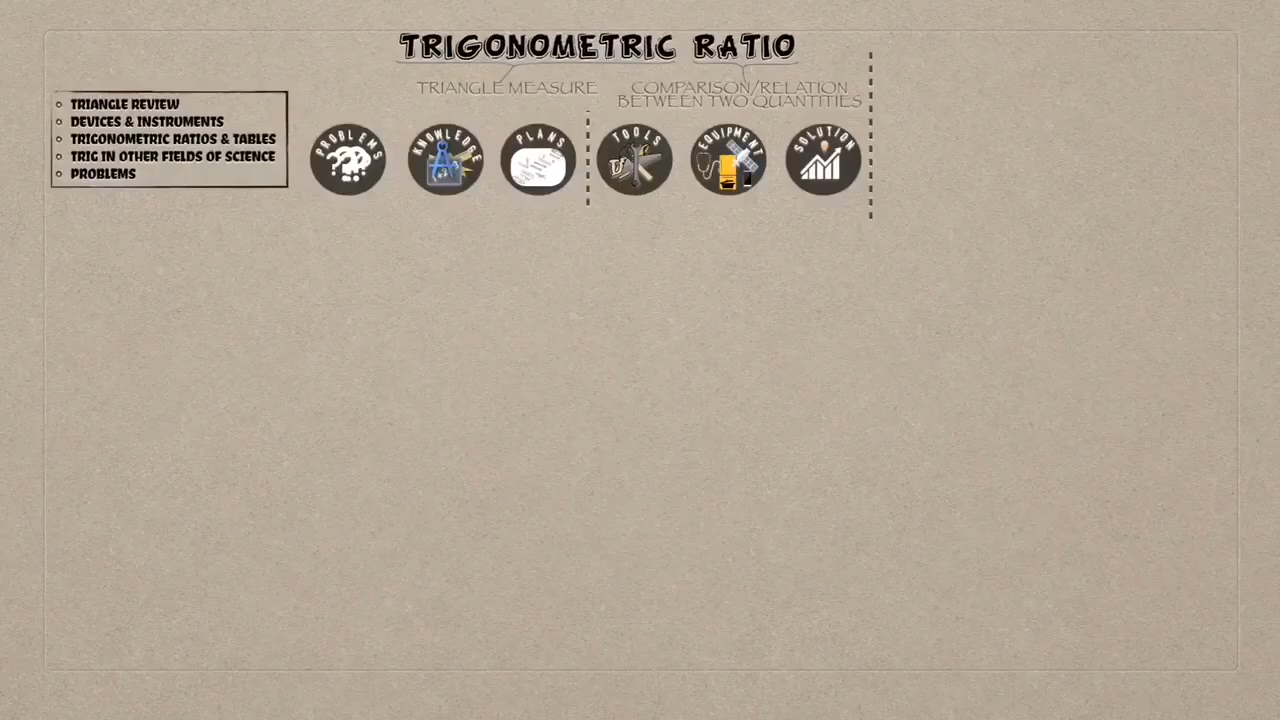 TRIGONOMETRIC RATIO
TRIANGLE MEASURE
COMPARISON/RELATION
BETWEEN TWO QUANTITIES
TRIANGLE REVIEW
DEVICES & INSTRUMENTS
TRIGONOMETRIC RATIOS & TABLES
TRIG IN OTHER FIELDS OF SCIENCE
PROBLEMS
PROBLEMS
KNOWLEDGE
PLANS
TOOLS
EQUIPMENT
SOLUTION